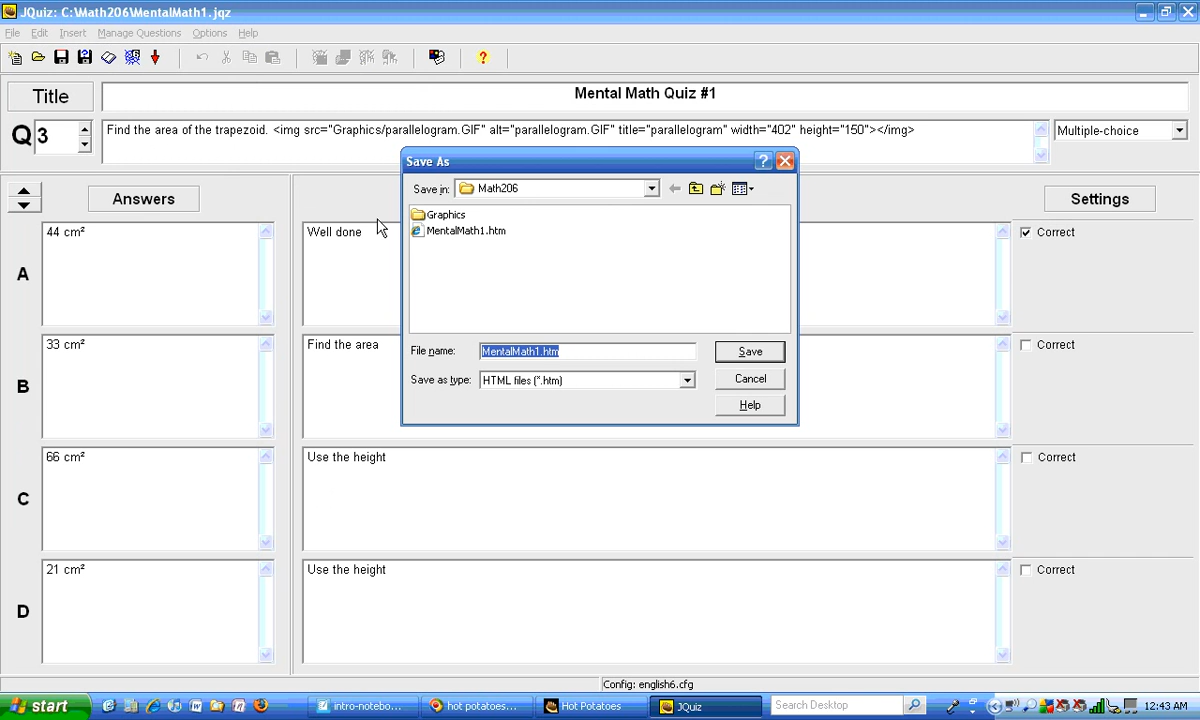 JQuiz: C:\Math206\MentalMath1.jqz
File Edit Insert Manage Questions Options Help
Title
Mental Math Quiz #1
Q 3
Find the area of the trapezoid. <img src="Graphics/parallelogram.GIF" alt="parallelogram.GIF" title="parallelogram" width="402" height="150"></img>
Multiple-choice
Answers
Settings
Save As
Save in: Math206
Graphics
MentalMath1.htm
File name: MentalMath1.htm
Save
Save as type: HTML files (*.htm)
Cancel
Help
A
44 cm²
Well done
Correct
B
33 cm²
Find the area
Correct
C
66 cm²
Use the height
Correct
D
21 cm²
Use the height
Correct
Config: english6.cfg
start
intro-notebo...
hot potatoes...
Hot Potatoes
JQuiz
Search Desktop
12:43 AM